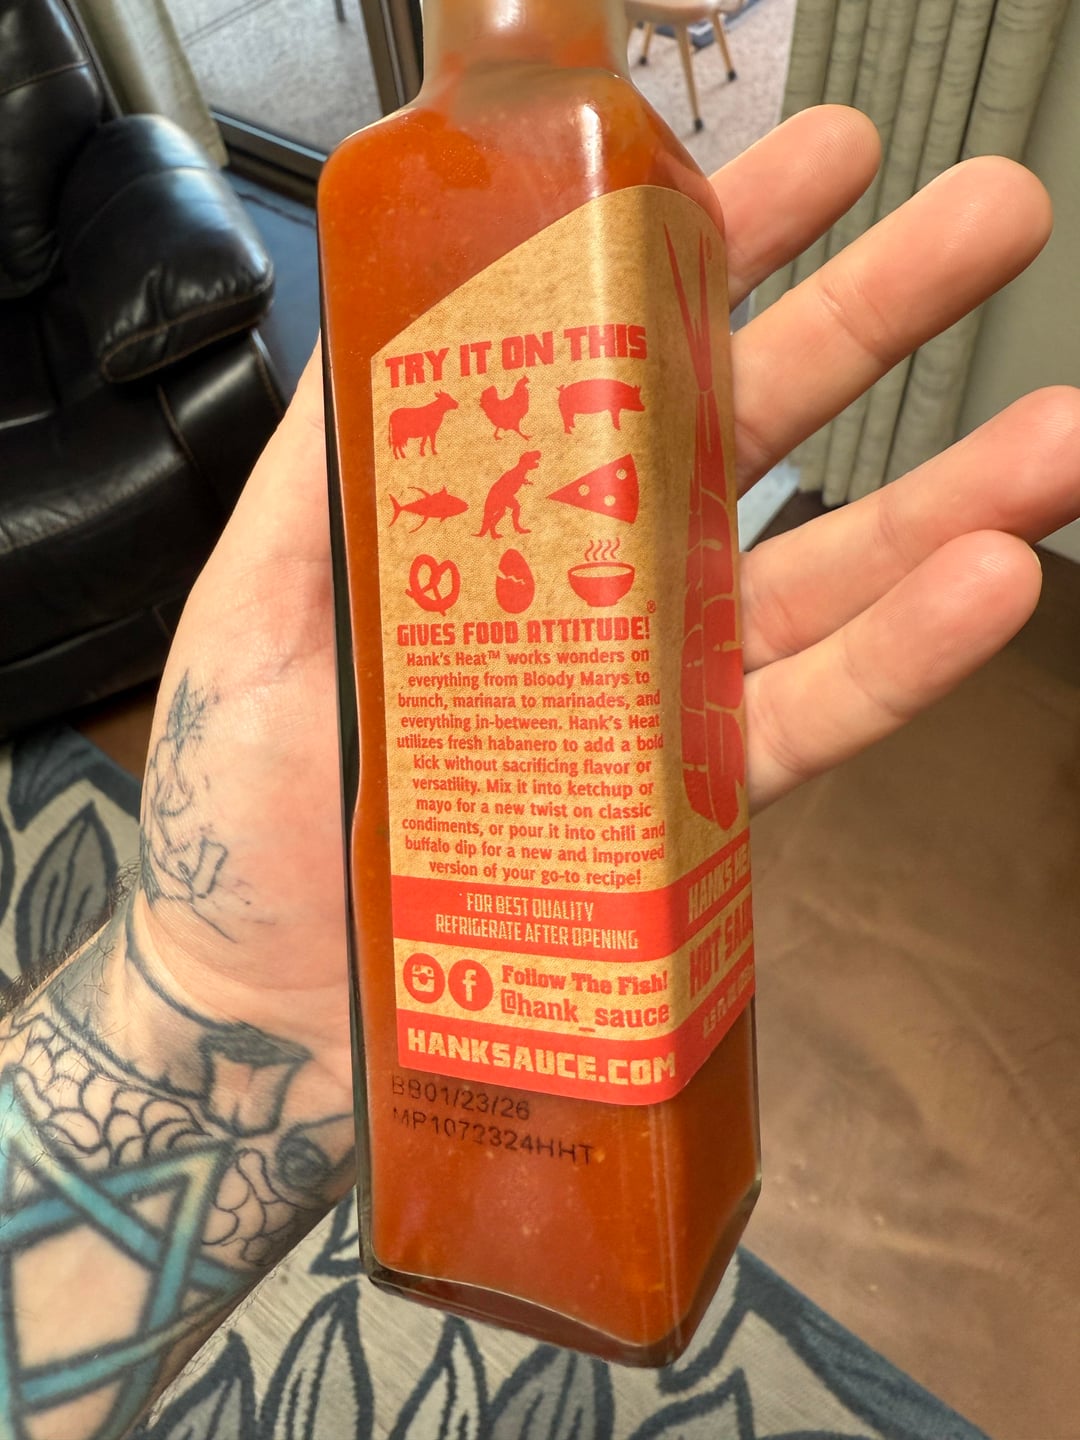 TRY IT ON THIS
GIVES FOOD ATTITUDE!®
Hank's Heat™ works wonders on
everything from Bloody Marys to
brunch, marinara to marinades, and
everything in-between. Hank's Heat
utilizes fresh habanero to add a bold
kick without sacrificing flavor or
versatility. Mix it into ketchup or
mayo for a new twist on classic
condiments, or pour it into chili and
buffalo dip for a new and improved
version of your go-to recipe!
FOR BEST QUALITY
REFRIGERATE AFTER OPENING
Follow The Fish!
@hank_sauce
HANKSAUCE.COM
BB01/23/26
MP1072324HHT
®
HANK'S
HOT